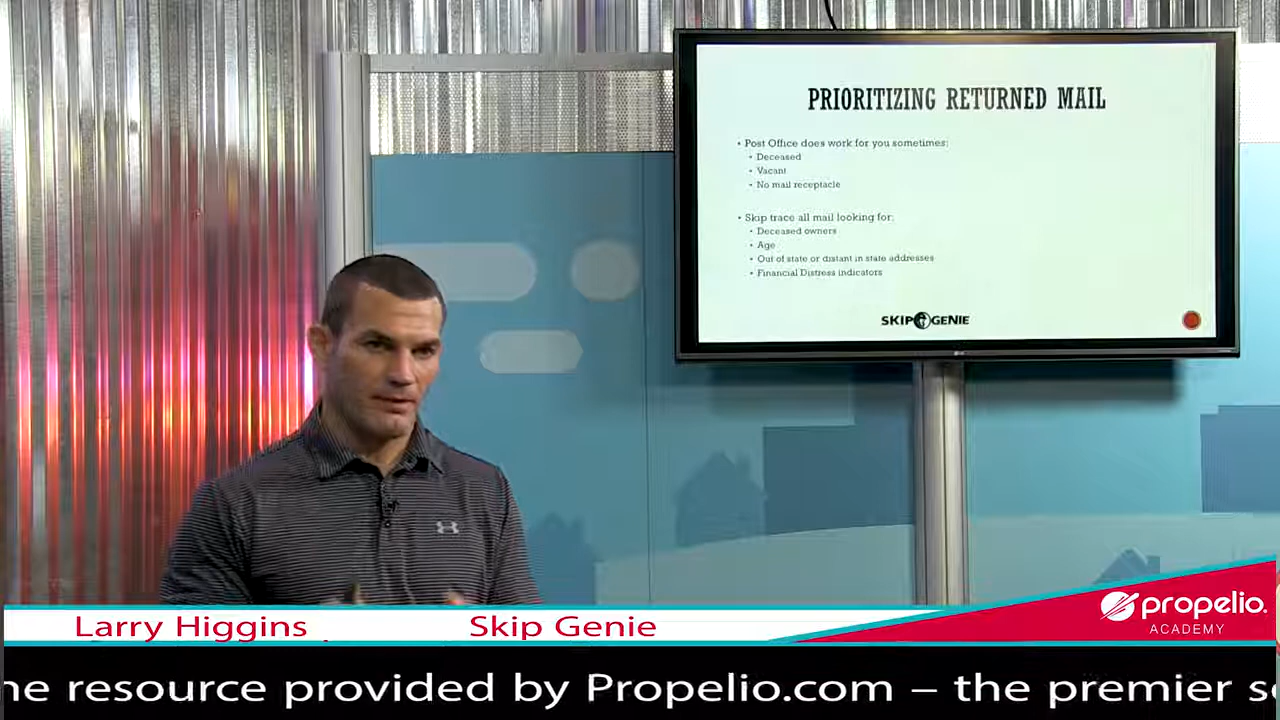 PRIORITIZING RETURNED MAIL
• Post Office does work for you sometimes:
• Deceased
• Vacant
• No mail receptacle
• Skip trace all mail looking for:
• Deceased owners
• Age
• Out of state or distant in state addresses
• Financial Distress indicators
SKIP GENIE
Larry Higgins
Skip Genie
propelio.
ACADEMY
resource provided by Propelio.com – the premier